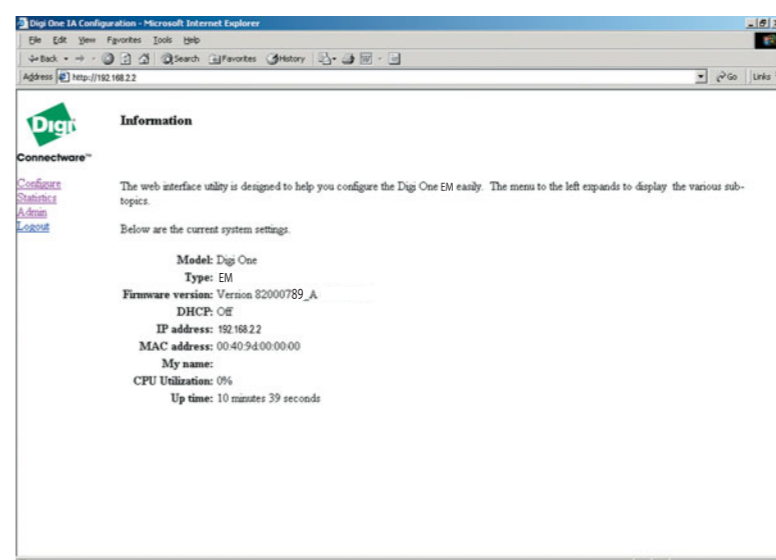 Digi One IA Configuration - Microsoft Internet Explorer
File Edit View Favorites Tools Help
Back Search Favorites History
Address http://192.168.2.2 Go Links
Digi
Connectware™
Information
Configure
Statistics
Admin
Logout
The web interface utility is designed to help you configure the Digi One EM easily. The menu to the left expands to display the various sub-
topics.
Below are the current system settings.
Model: Digi One
Type: EM
Firmware version: Version 82000789_A
DHCP: Off
IP address: 192.168.2.2
MAC address: 00:40:9d:00:00:00
My name:
CPU Utilization: 0%
Up time: 10 minutes 39 seconds